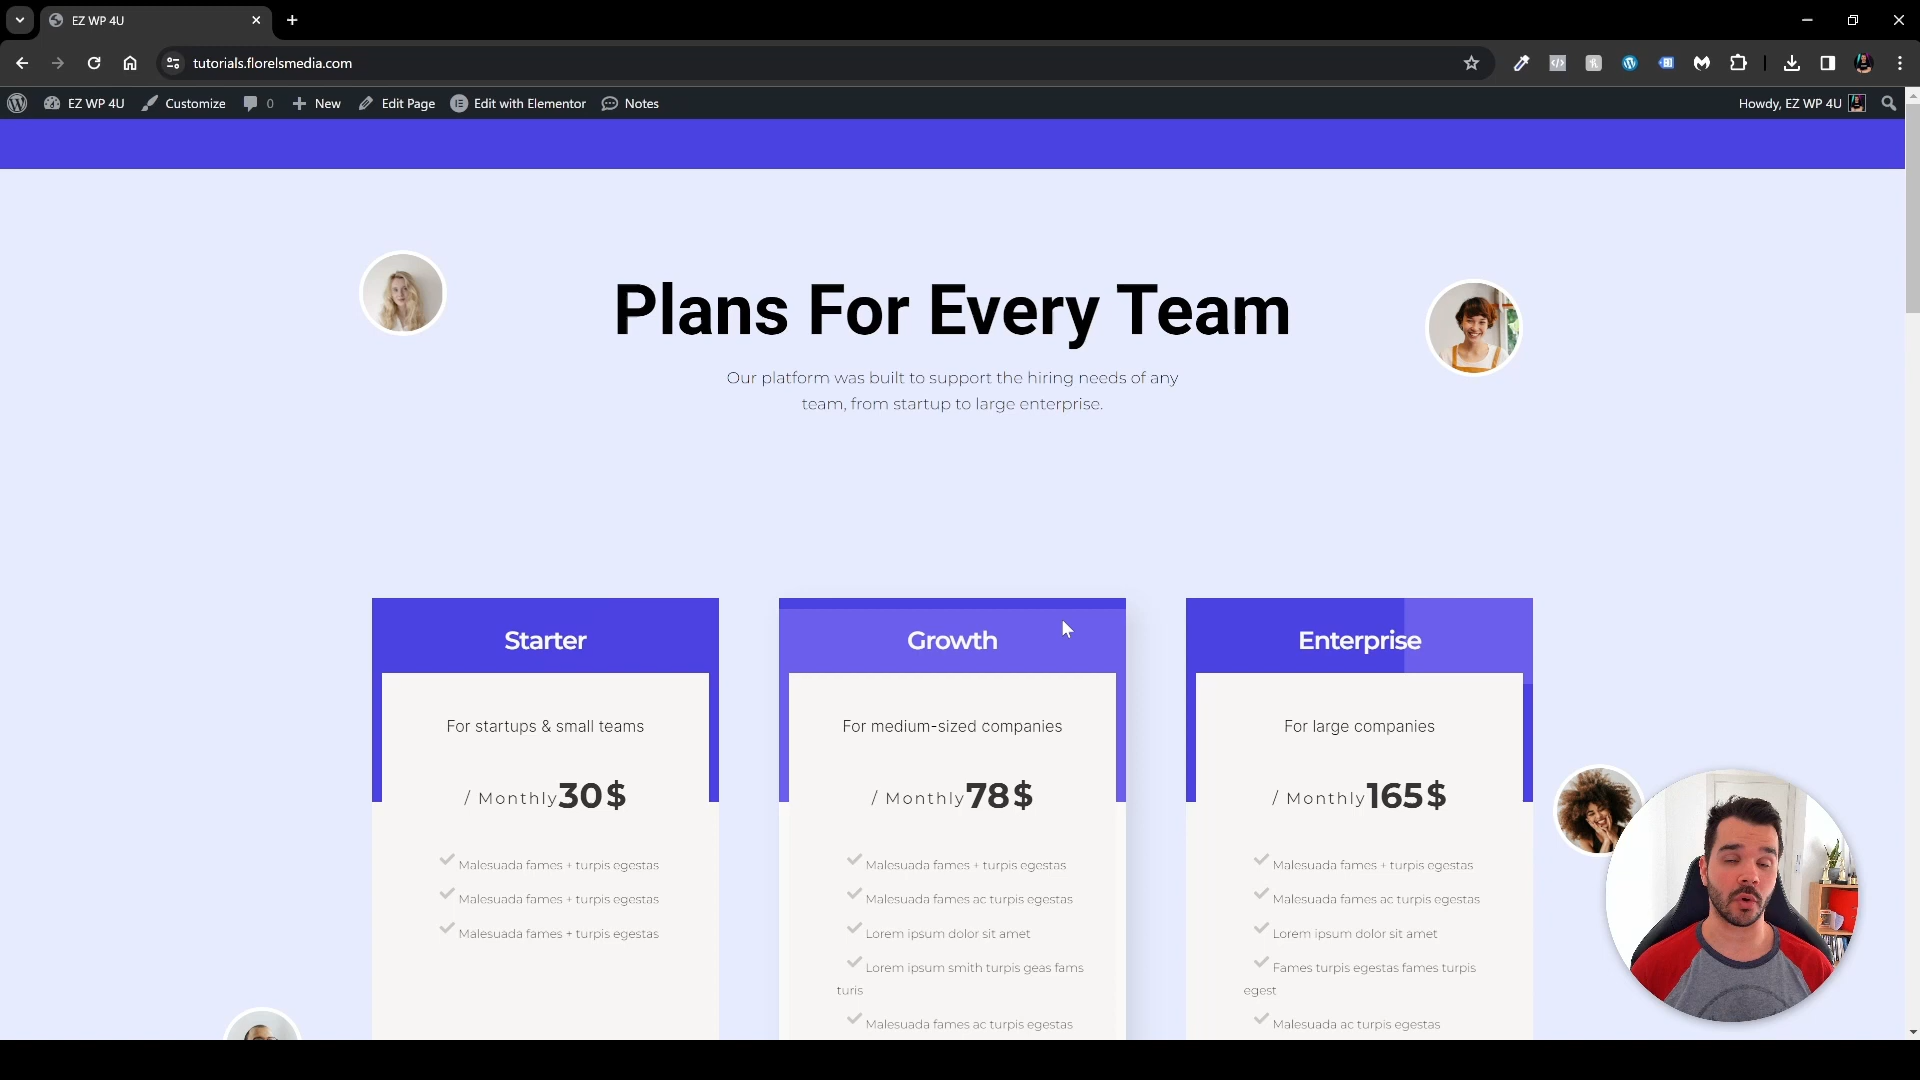 EZ WP 4U
tutorials.florelsmedia.com
EZ WP 4U Customize 0 New Edit Page Edit with Elementor Notes Howdy, EZ WP 4U
Plans For Every Team
Our platform was built to support the hiring needs of any
team, from startup to large enterprise.
Starter
For startups & small teams
/ Monthly30$
Malesuada fames + turpis egestas
Malesuada fames + turpis egestas
Malesuada fames + turpis egestas
Growth
For medium-sized companies
/ Monthly78$
Malesuada fames + turpis egestas
Malesuada fames ac turpis egestas
Lorem ipsum dolor sit amet
Lorem ipsum smith turpis geas fams
turis
Malesuada fames ac turpis egestas
Enterprise
For large companies
/ Monthly165$
Malesuada fames + turpis egestas
Malesuada fames ac turpis egestas
Lorem ipsum dolor sit amet
Fames turpis egestas fames turpis
egest
Malesuada ac turpis egestas